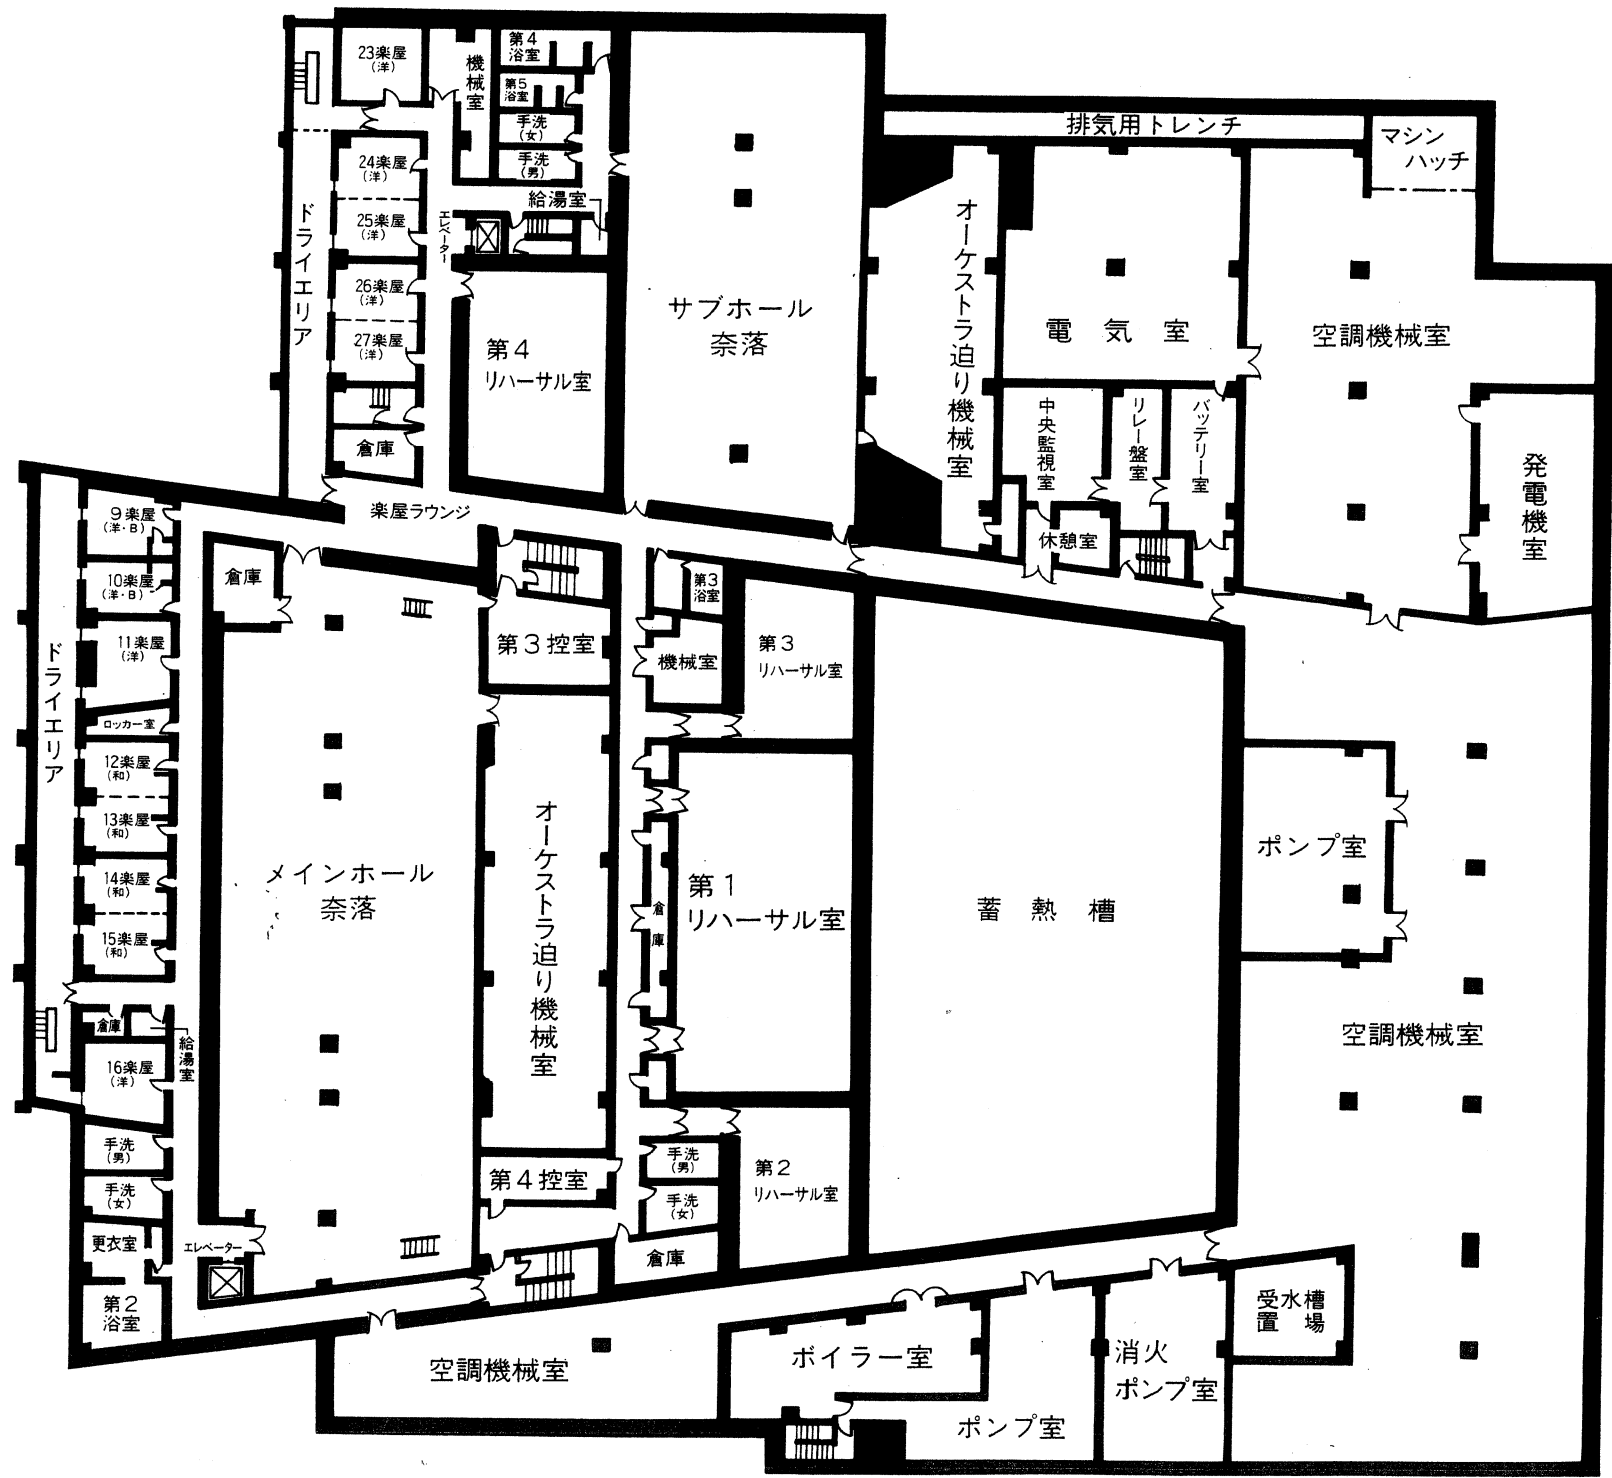 23楽屋
(洋)
機械室
第4
浴室
第5
浴室
手洗
(女)
手洗
(男)
給湯室
エレベーター
24楽屋
(洋)
25楽屋
(洋)
26楽屋
(洋)
27楽屋
(洋)
倉庫
ドライエリア
第4
リハーサル室
サブホール
奈落
排気用トレンチ
マシン
ハッチ
オーケストラ迫り機械室
電気室
空調機械室
中央監視室
リレー盤室
バッテリー室
休憩室
発電機室
楽屋ラウンジ
9楽屋
(洋・B)
10楽屋
(洋・B)
11楽屋
(洋)
ロッカー室
12楽屋
(和)
13楽屋
(和)
14楽屋
(和)
15楽屋
(和)
ドライエリア
倉庫
給湯室
16楽屋
(洋)
手洗
(男)
手洗
(女)
更衣室
第2
浴室
エレベーター
倉庫
メインホール
奈落
第3控室
オーケストラ迫り機械室
第4控室
第3
浴室
機械室
第3
リハーサル室
倉庫
第1
リハーサル室
手洗
(男)
手洗
(女)
倉庫
第2
リハーサル室
蓄熱槽
ポンプ室
空調機械室
受水槽
置場
空調機械室
ボイラー室
ポンプ室
消火
ポンプ室